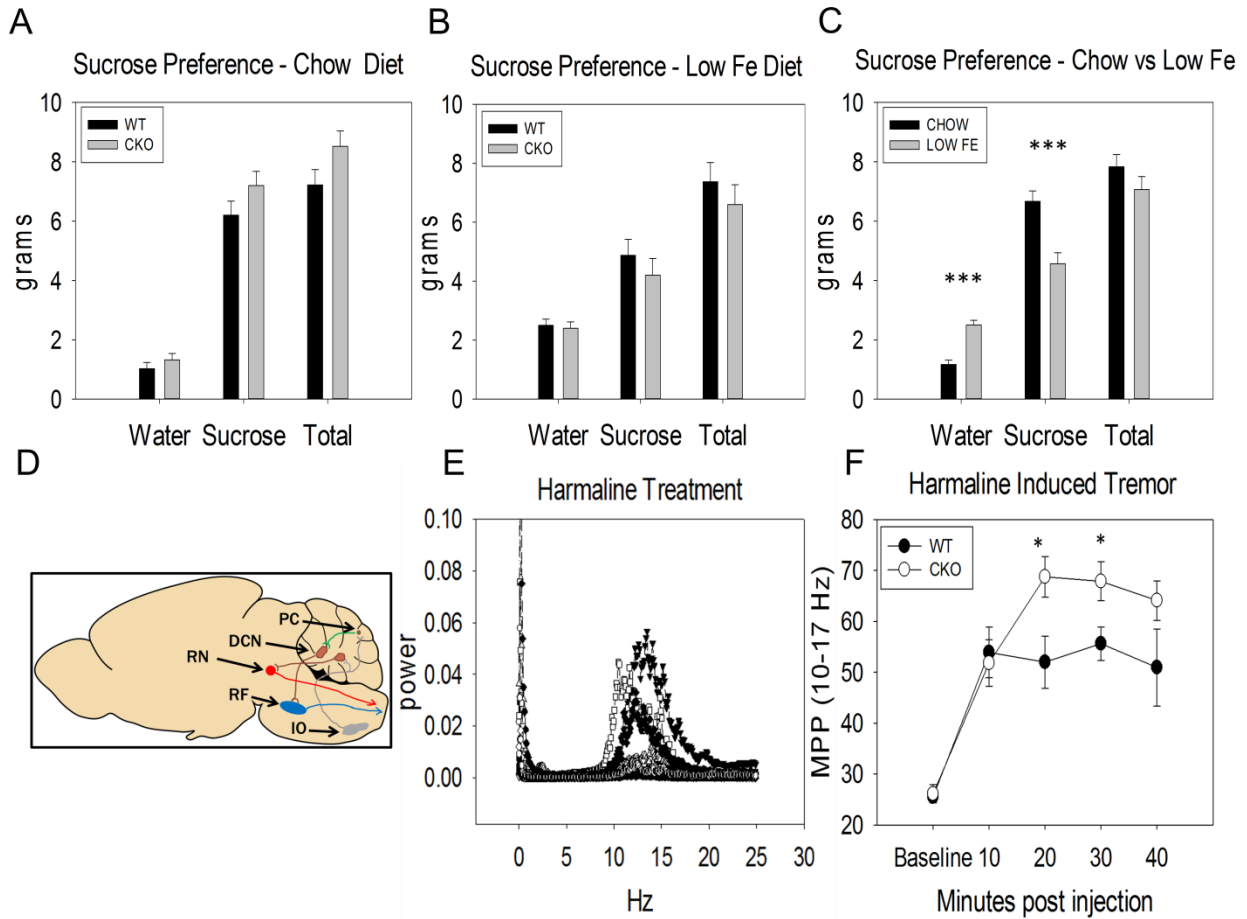 A
Sucrose Preference - Chow Diet
WT
CKO
grams
10
8
6
4
2
0
Water Sucrose Total
B
Sucrose Preference - Low Fe Diet
WT
CKO
grams
10
8
6
4
2
0
Water Sucrose Total
C
Sucrose Preference - Chow vs Low Fe
CHOW
LOW FE
grams
10
8
6
4
2
0
***
***
Water Sucrose Total
D
PC
DCN
RN
RF
IO
E
Harmaline Treatment
power
0.10
0.08
0.06
0.04
0.02
0.00
0 5 10 15 20 25 30
Hz
F
Harmaline Induced Tremor
WT
CKO
* *
MPP (10-17 Hz)
80
70
60
50
40
30
20
Baseline 10 20 30 40
Minutes post injection